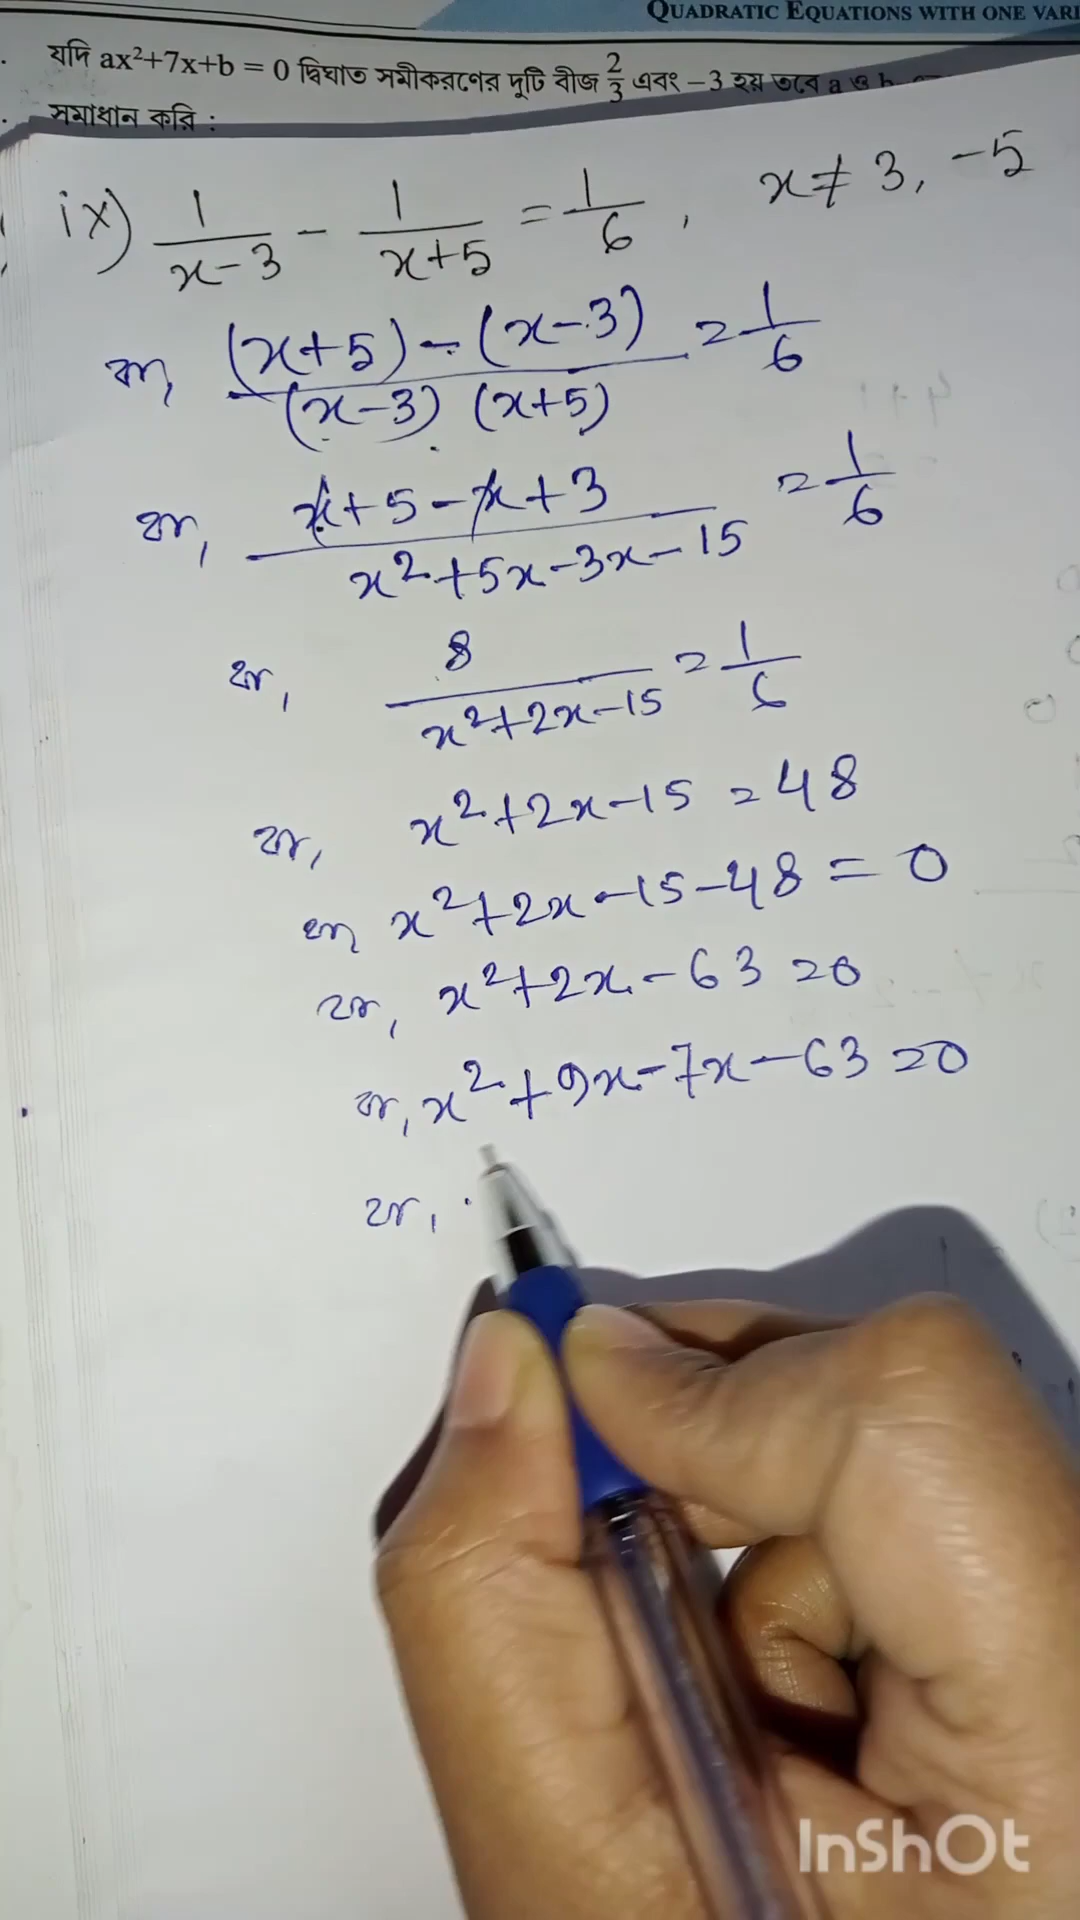 QUADRATIC EQUATIONS WITH ONE VARI
যদি ax²+7x+b = 0 দ্বিঘাত সমীকরণের দুটি বীজ 2/3 এবং −3 হয় তবে a ও b
সমাধান করি :
ix) 1/(x-3) - 1/(x+5) = 1/6 , x ≠ 3, -5
বা, ((x+5) - (x-3))/((x-3) (x+5)) = 1/6
বা, (x+5-x+3)/(x²+5x-3x-15) = 1/6
বা, 8/(x²+2x-15) = 1/6
বা, x²+2x-15 = 48
বা, x²+2x-15-48 = 0
বা, x²+2x-63 = 0
বা, x²+9x-7x-63 = 0
বা,
InShOt